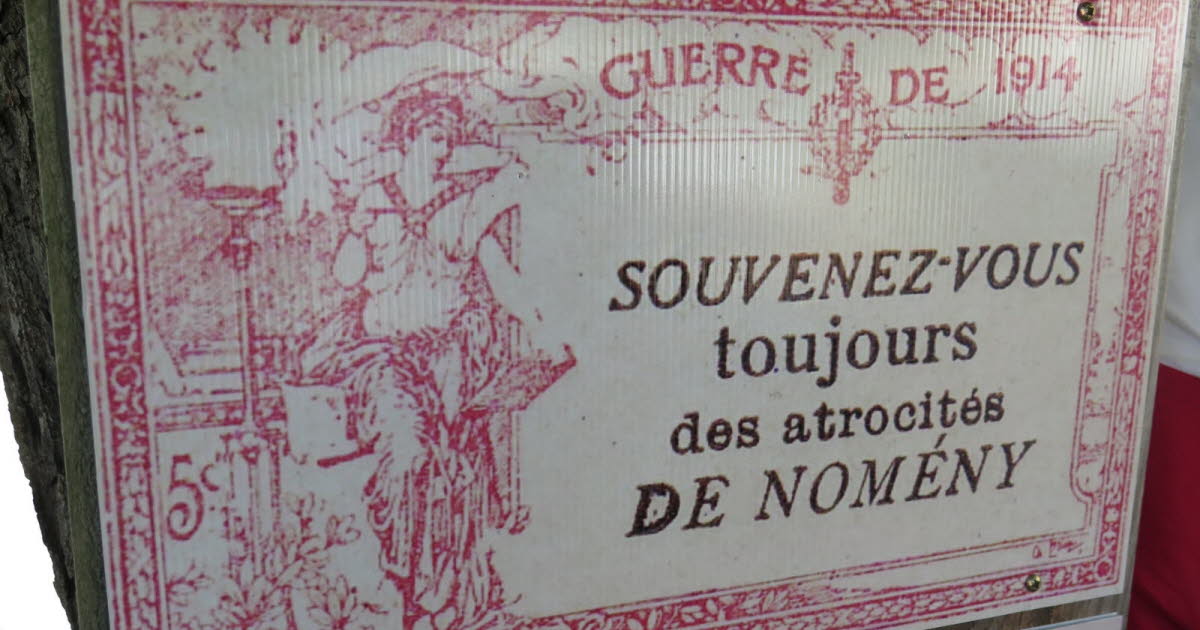 GUERRE DE 1914
SOUVENEZ-VOUS
toujours
des atrocités
DE NOMÉNY
5c